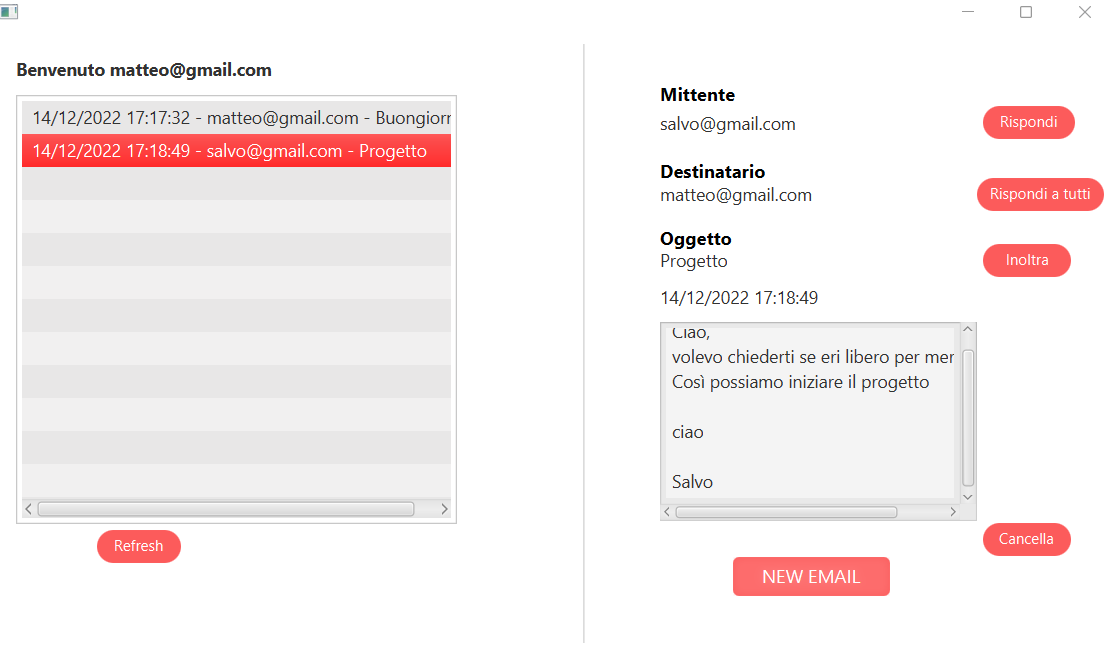 Benvenuto matteo@gmail.com
14/12/2022 17:17:32 - matteo@gmail.com - Buongiorr
14/12/2022 17:18:49 - salvo@gmail.com - Progetto
Refresh
Mittente
salvo@gmail.com
Rispondi
Destinatario
matteo@gmail.com
Rispondi a tutti
Oggetto
Progetto
Inoltra
14/12/2022 17:18:49
Ciao,
volevo chiederti se eri libero per mer
Così possiamo iniziare il progetto
ciao
Salvo
Cancella
NEW EMAIL